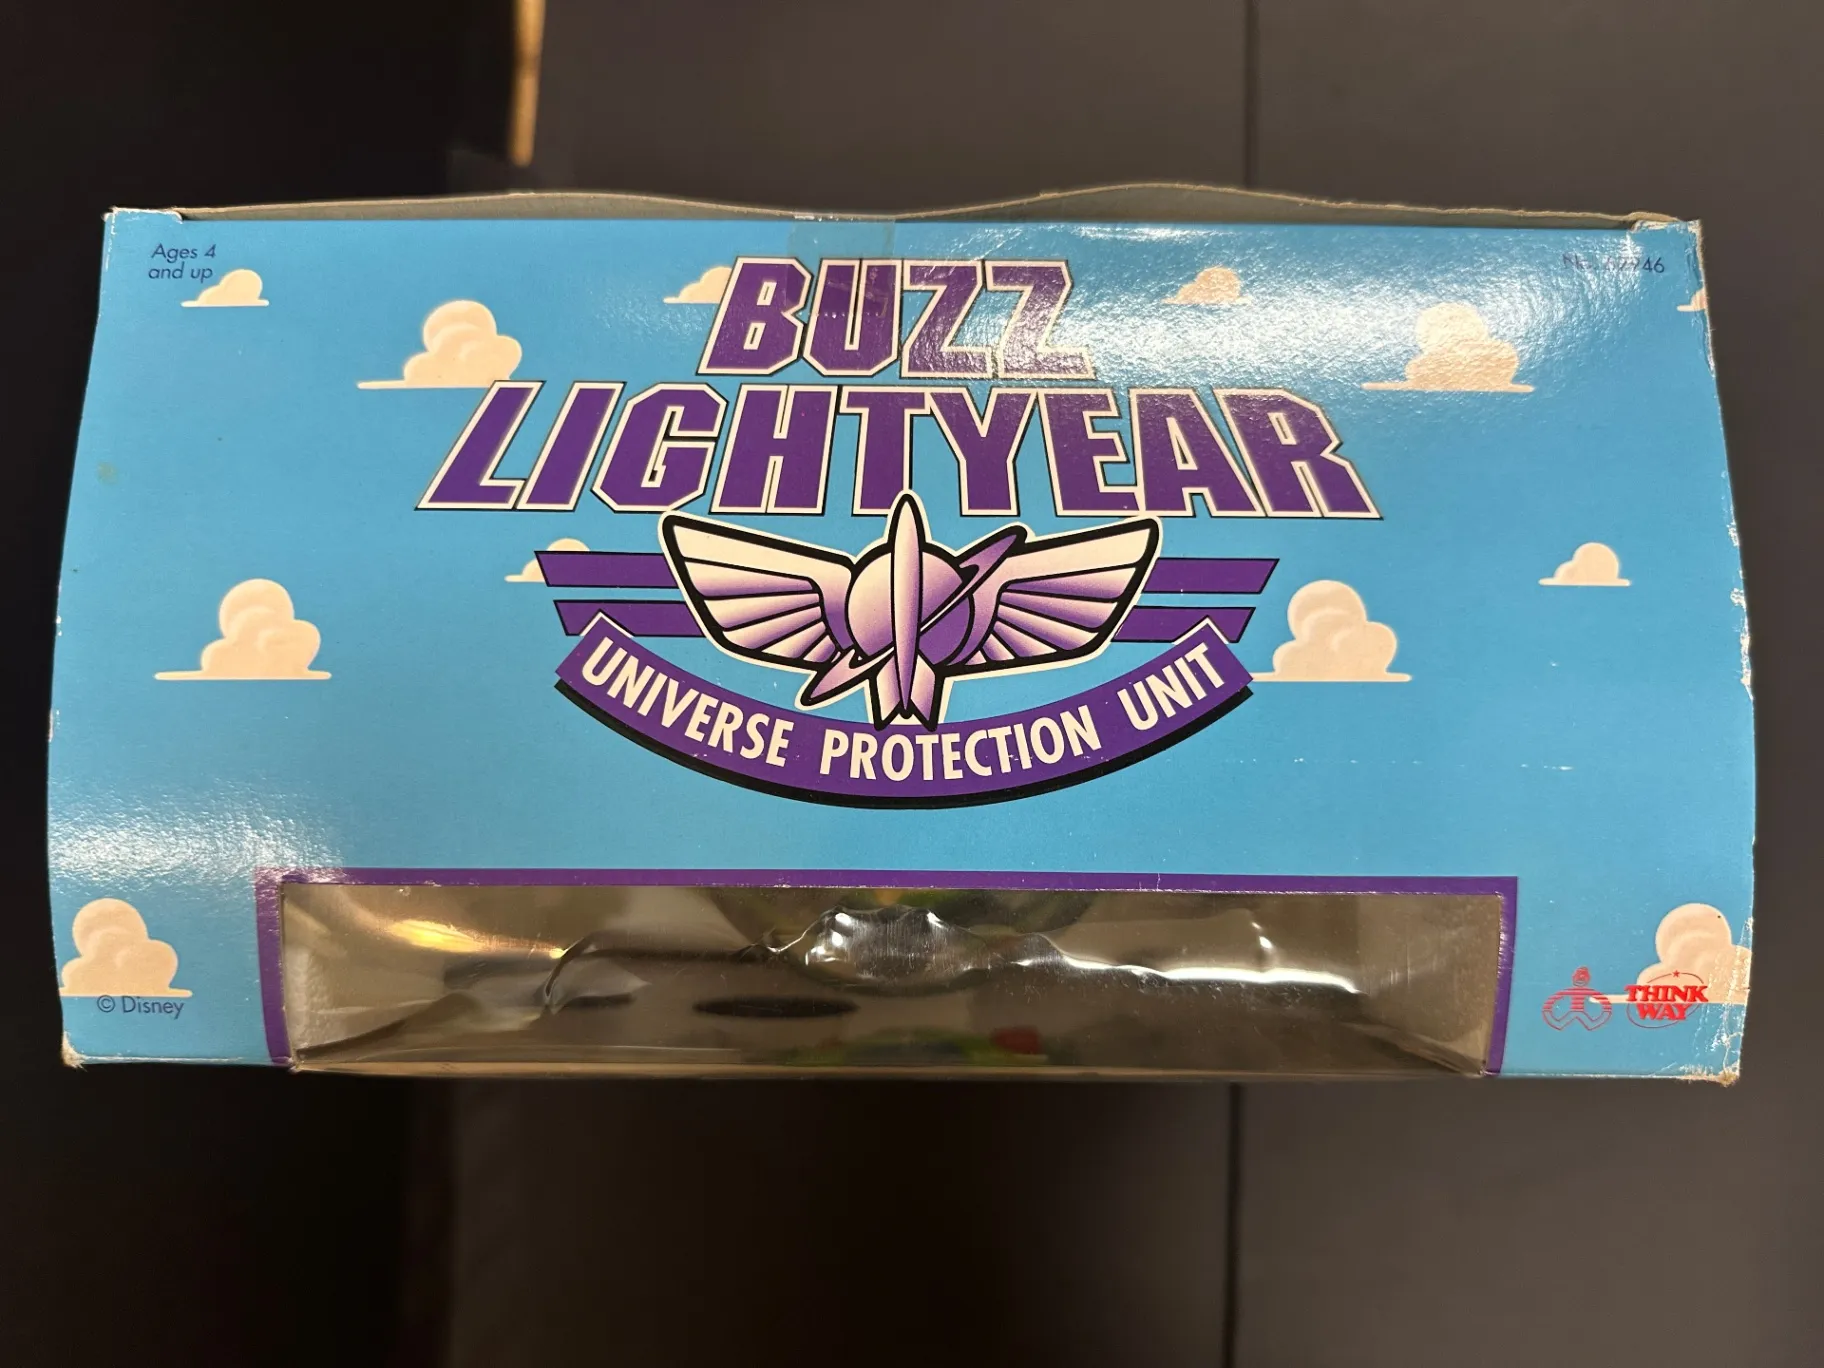 Ages 4
and up
BUZZ
LIGHTYEAR
UNIVERSE PROTECTION UNIT
© Disney
THINK
WAY